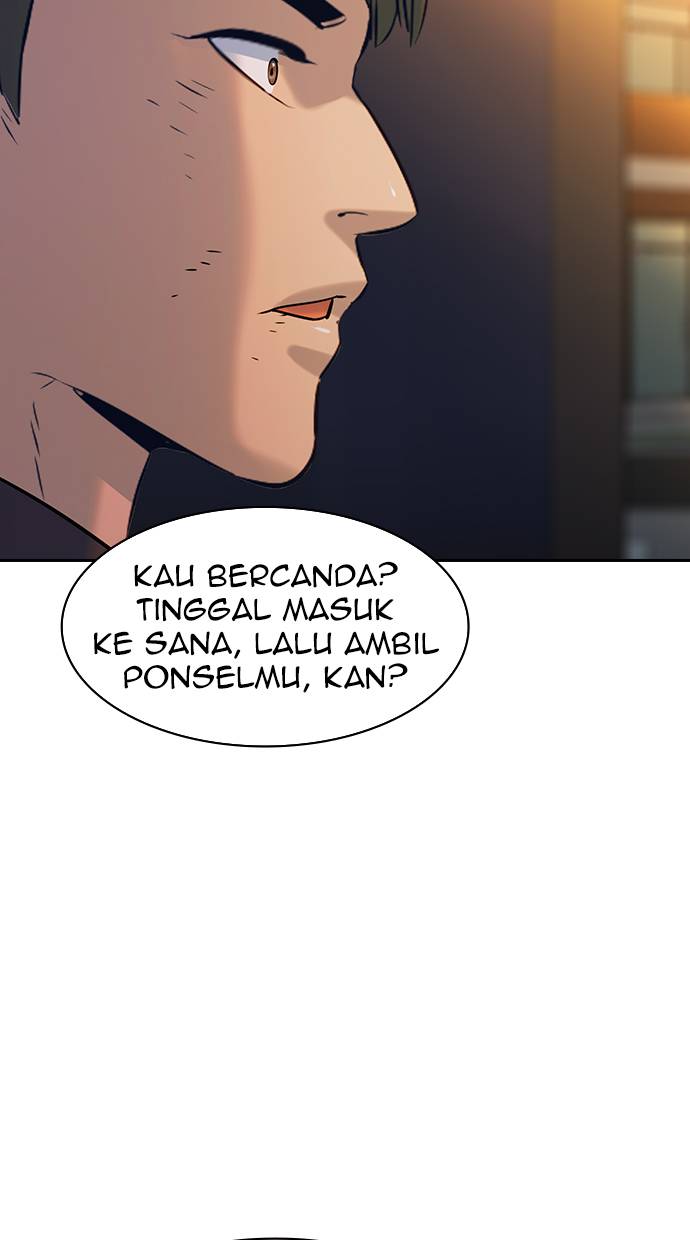 KAU BERCANDA?
TINGGAL MASUK
KE SANA, LALU AMBIL
PONSELMU, KAN?